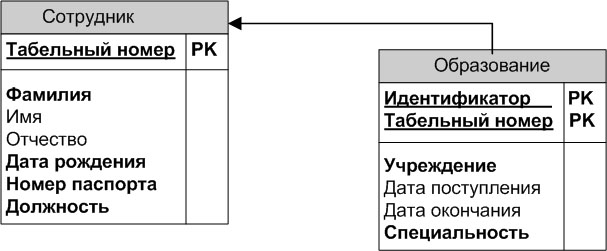 Сотрудник
Табельный номер PK
Фамилия
Имя
Отчество
Дата рождения
Номер паспорта
Должность
Образование
Идентификатор PK
Табельный номер PK
Учреждение
Дата поступления
Дата окончания
Специальность